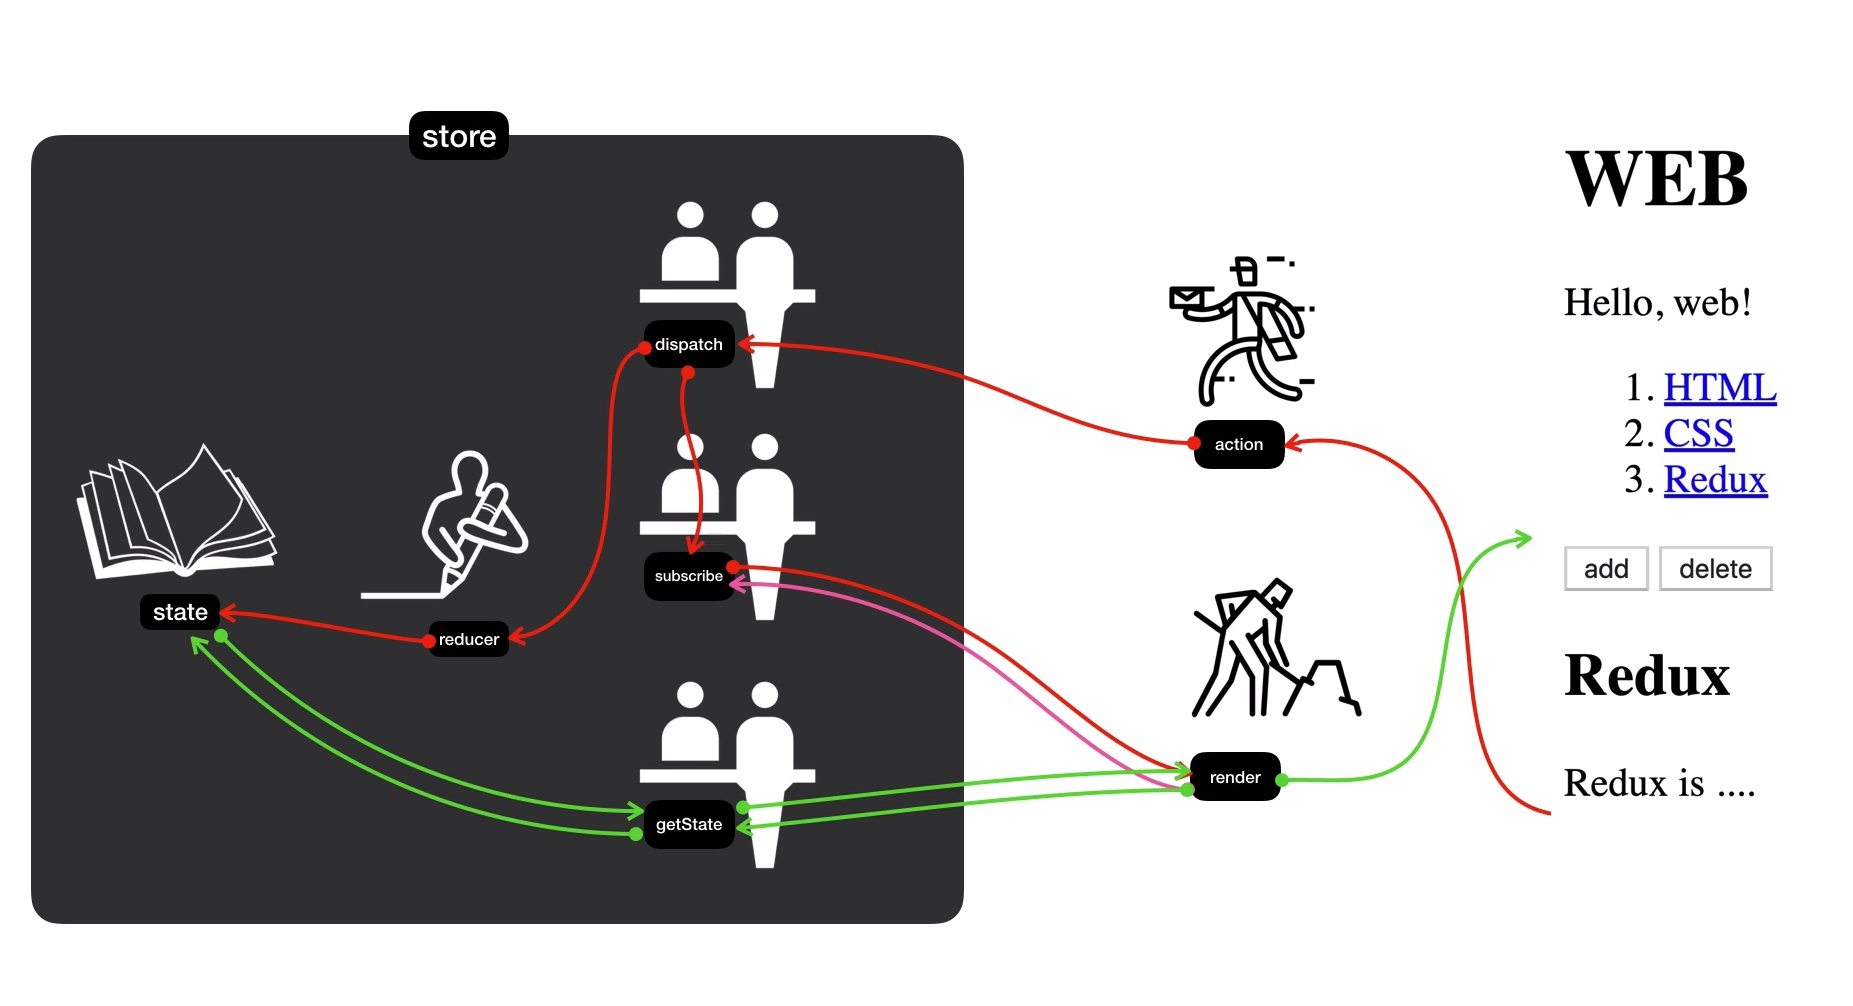 store
dispatch
subscribe
state
reducer
getState
action
render
WEB
Hello, web!
1. HTML
2. CSS
3. Redux
add delete
Redux
Redux is ....